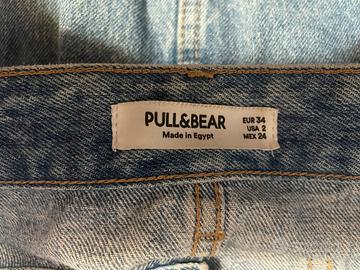 PULL&BEAR
Made in Egypt
EUR 34
USA 2
MEX 24